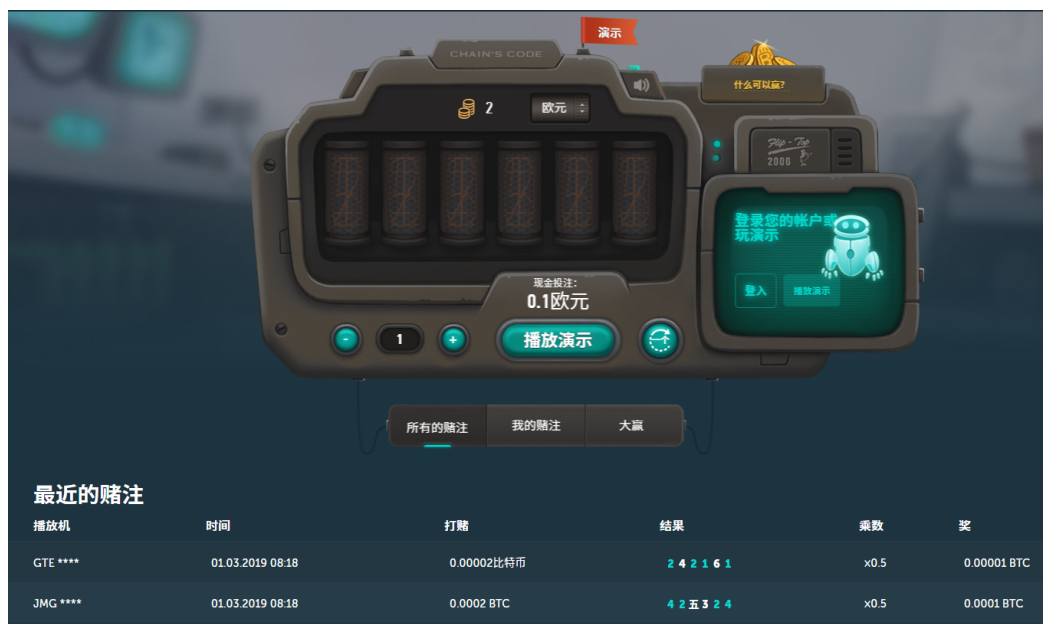 演示
CHAIN'S CODE
什么可以赢?
2 欧元
Flip-Top
2006
登录您的帐户或
玩演示
登入 播放演示
现金投注:
0.1欧元
- 1 + 播放演示
所有的赌注 我的赌注 大赢
最近的赌注
播放机 时间 打赌 结果 乘数 奖
GTE **** 01.03.2019 08:18 0.00002比特币 2 4 2 1 6 1 x0.5 0.00001 BTC
JMG **** 01.03.2019 08:18 0.0002 BTC 4 2 五 3 2 4 x0.5 0.0001 BTC